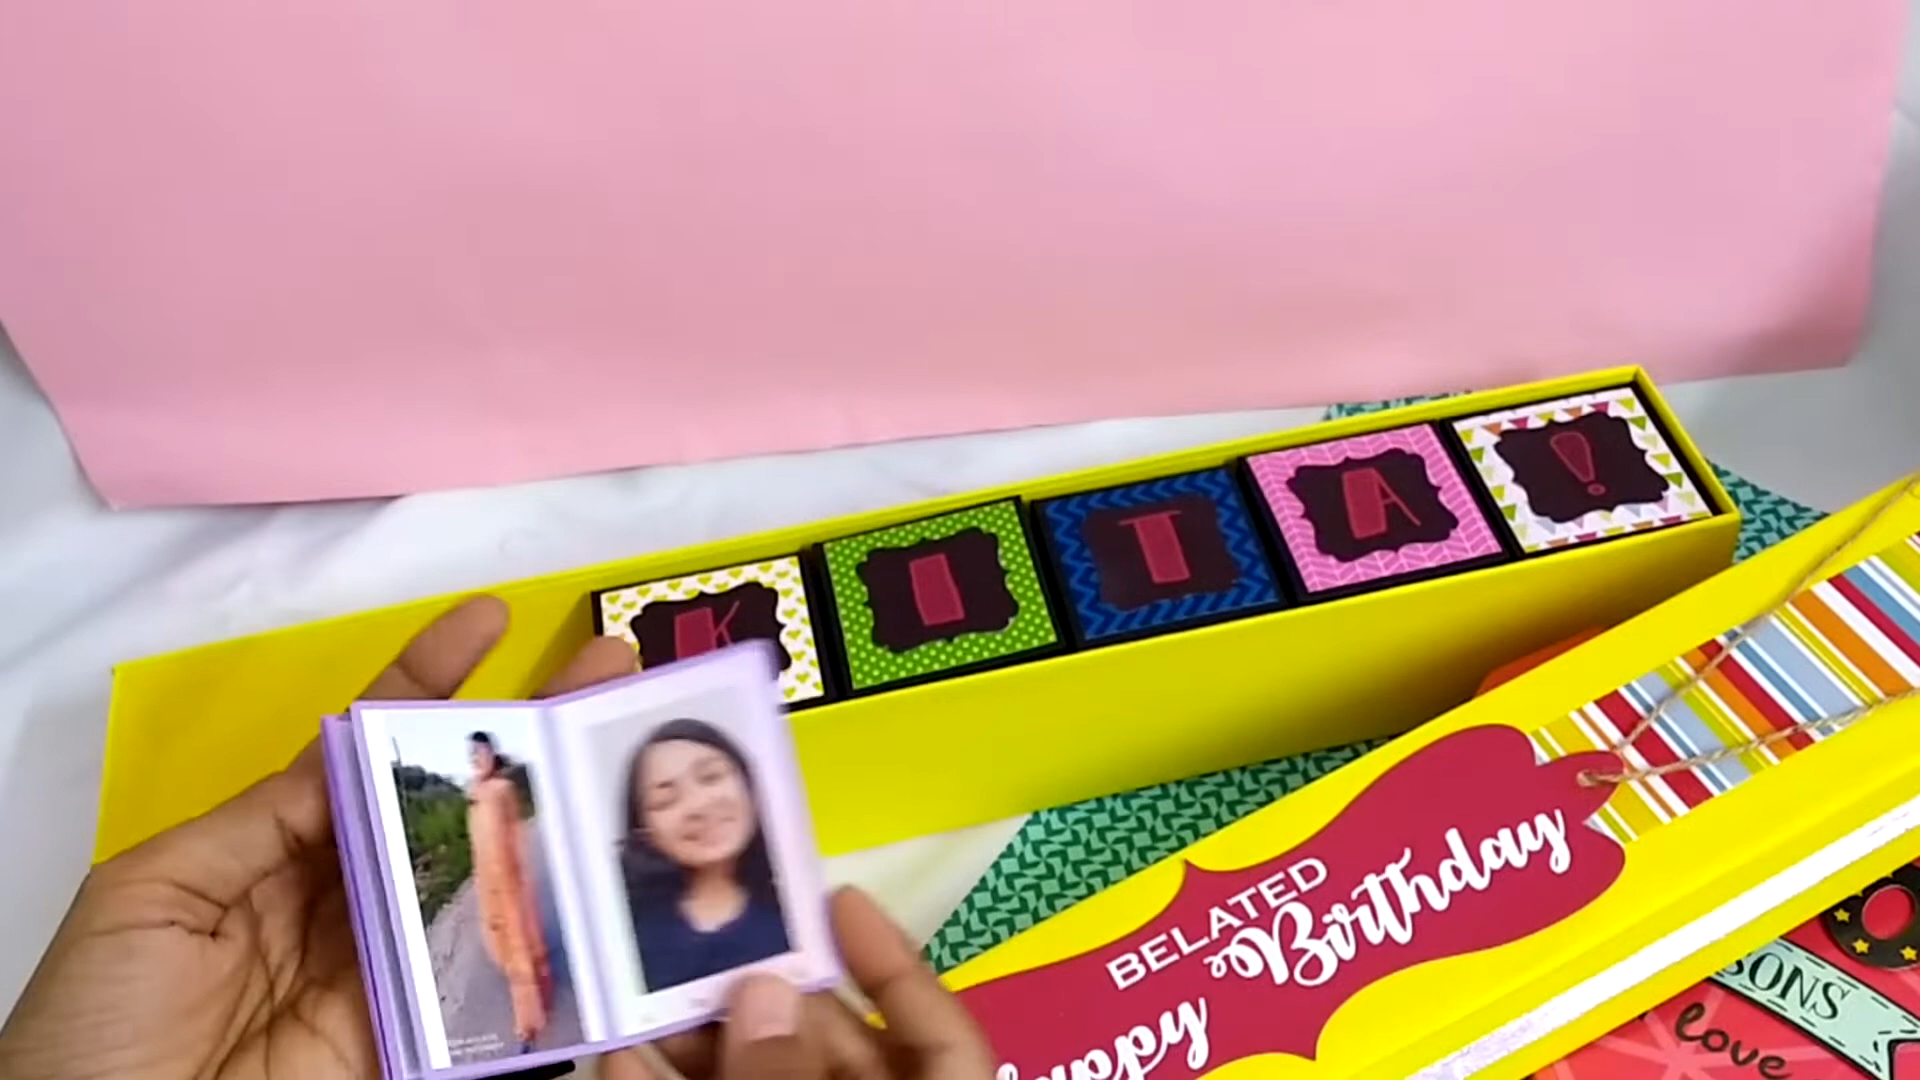 K I T A !
BELATED
Happy Birthday
SONS
love